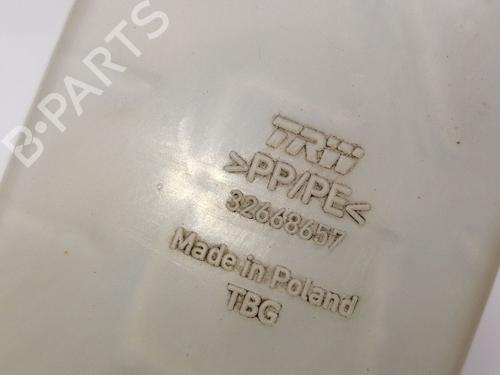 B-PARTS
TRW
>PP/PE<
32668657
Made in Poland
TBG